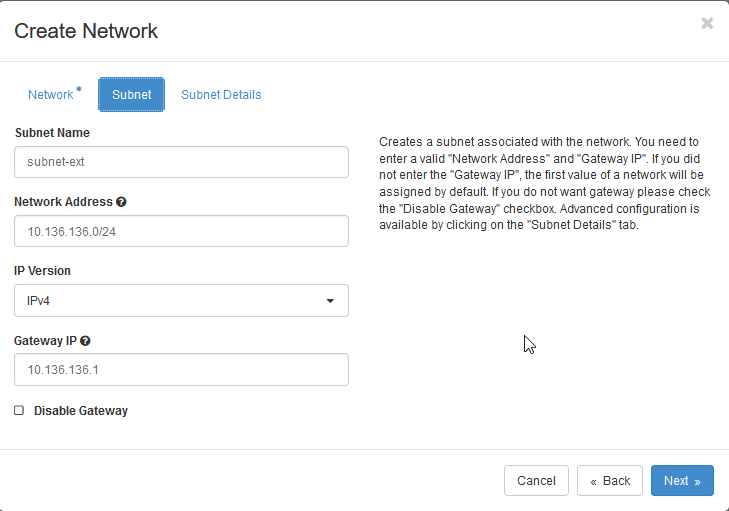 Create Network
×
Network *
Subnet
Subnet Details
Subnet Name
subnet-ext
Network Address ?
10.136.136.0/24
IP Version
IPv4
Gateway IP ?
10.136.136.1
Disable Gateway
Creates a subnet associated with the network. You need to
enter a valid "Network Address" and "Gateway IP". If you did
not enter the "Gateway IP", the first value of a network will be
assigned by default. If you do not want gateway please check
the "Disable Gateway" checkbox. Advanced configuration is
available by clicking on the "Subnet Details" tab.
Cancel
« Back
Next »